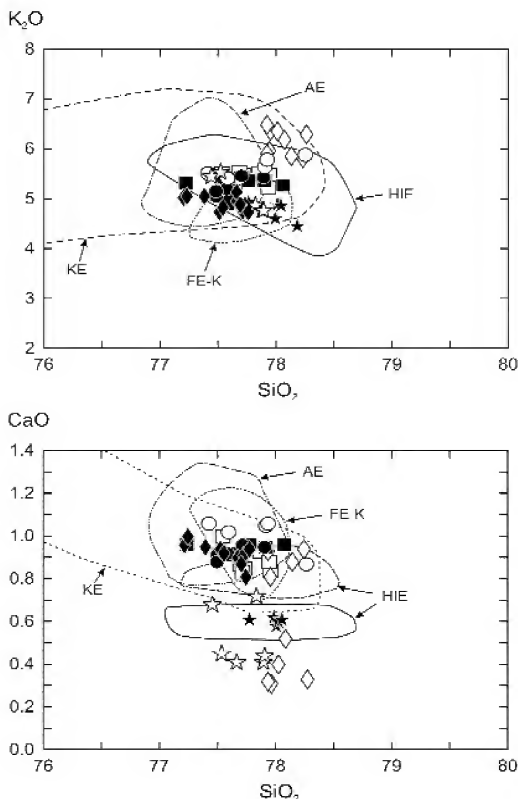 K₂O
8
7
6
5
4
3
2
AE
HIF
KE
FE-K
76 77 78 79 80
SiO₂
CaO
1.4
1.2
1.0
0.8
0.6
0.4
0.2
0.0
AE
FE K
KE
HIE
76 77 78 79 80
SiO₂